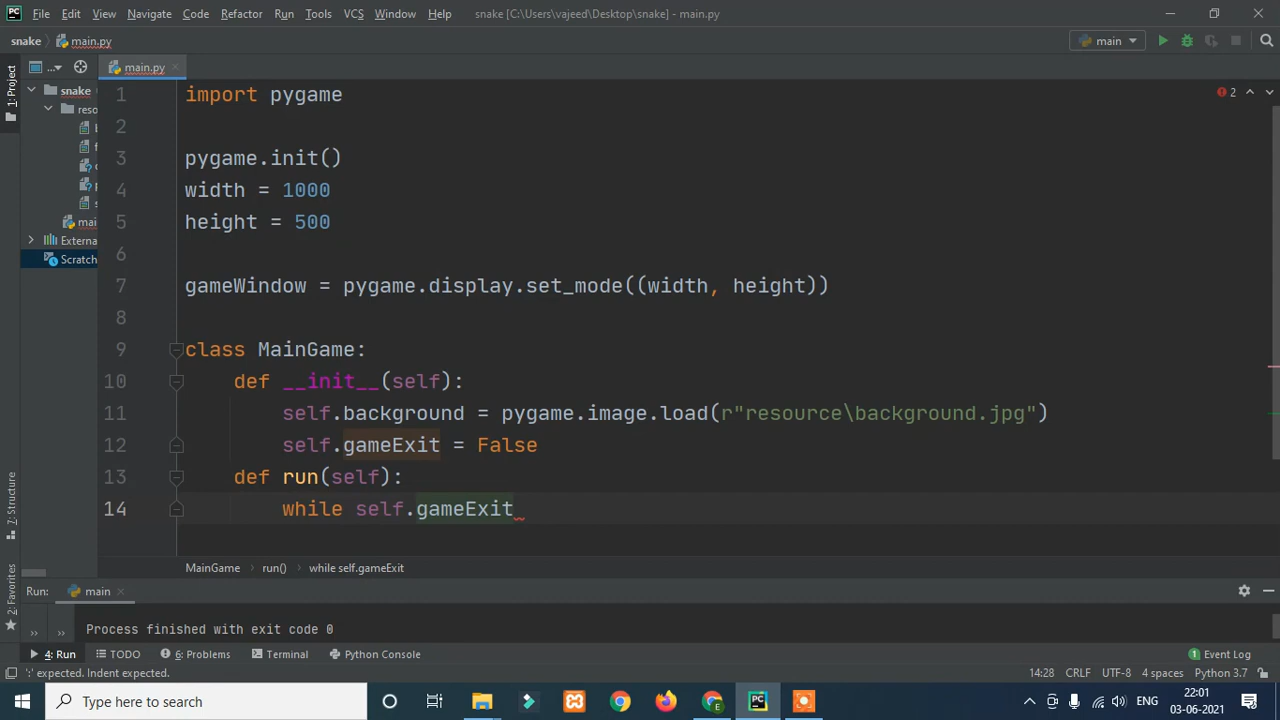 File Edit View Navigate Code Refactor Run Tools VCS Window Help snake [C:\Users\vajeed\Desktop\snake] - main.py
snake main.py main
1: Project ... main.py
snake
reso
mai
Externa
Scratch
2
1 import pygame
2
3 pygame.init()
4 width = 1000
5 height = 500
6
7 gameWindow = pygame.display.set_mode((width, height))
8
9 class MainGame:
10 def __init__(self):
11 self.background = pygame.image.load(r"resource\background.jpg")
12 self.gameExit = False
13 def run(self):
14 while self.gameExit
MainGame run() while self.gameExit
7: Structure
2: Favorites
Run: main
Process finished with exit code 0
4: Run TODO 6: Problems Terminal Python Console 1 Event Log
':' expected. Indent expected. 14:28 CRLF UTF-8 4 spaces Python 3.7
Type here to search ENG 22:01 03-06-2021